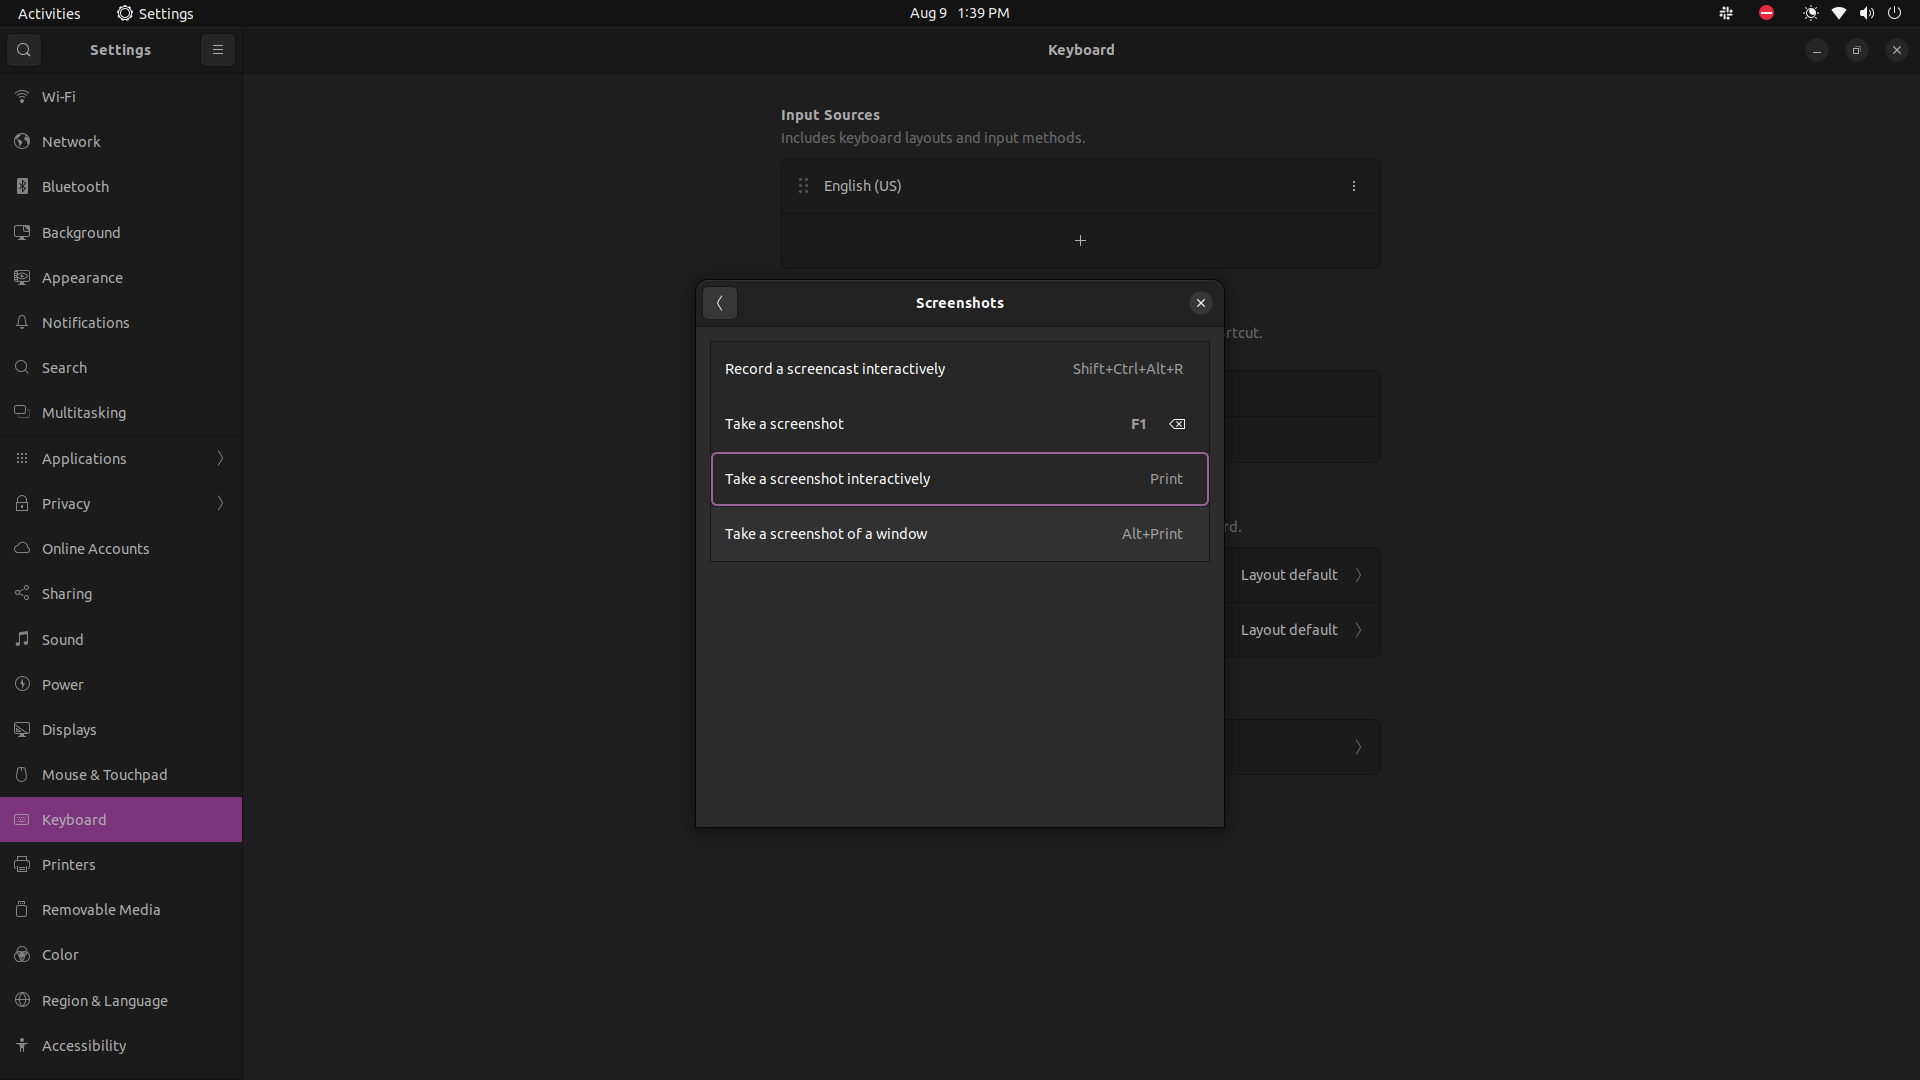 Activities
Settings
Aug 9 1:39 PM
Settings
Keyboard
Wi-Fi
Network
Bluetooth
Background
Appearance
Notifications
Search
Multitasking
Applications
Privacy
Online Accounts
Sharing
Sound
Power
Displays
Mouse & Touchpad
Keyboard
Printers
Removable Media
Color
Region & Language
Accessibility
Input Sources
Includes keyboard layouts and input methods.
English (US)
rtcut.
rd.
Layout default
Layout default
Screenshots
Record a screencast interactively Shift+Ctrl+Alt+R
Take a screenshot F1
Take a screenshot interactively Print
Take a screenshot of a window Alt+Print